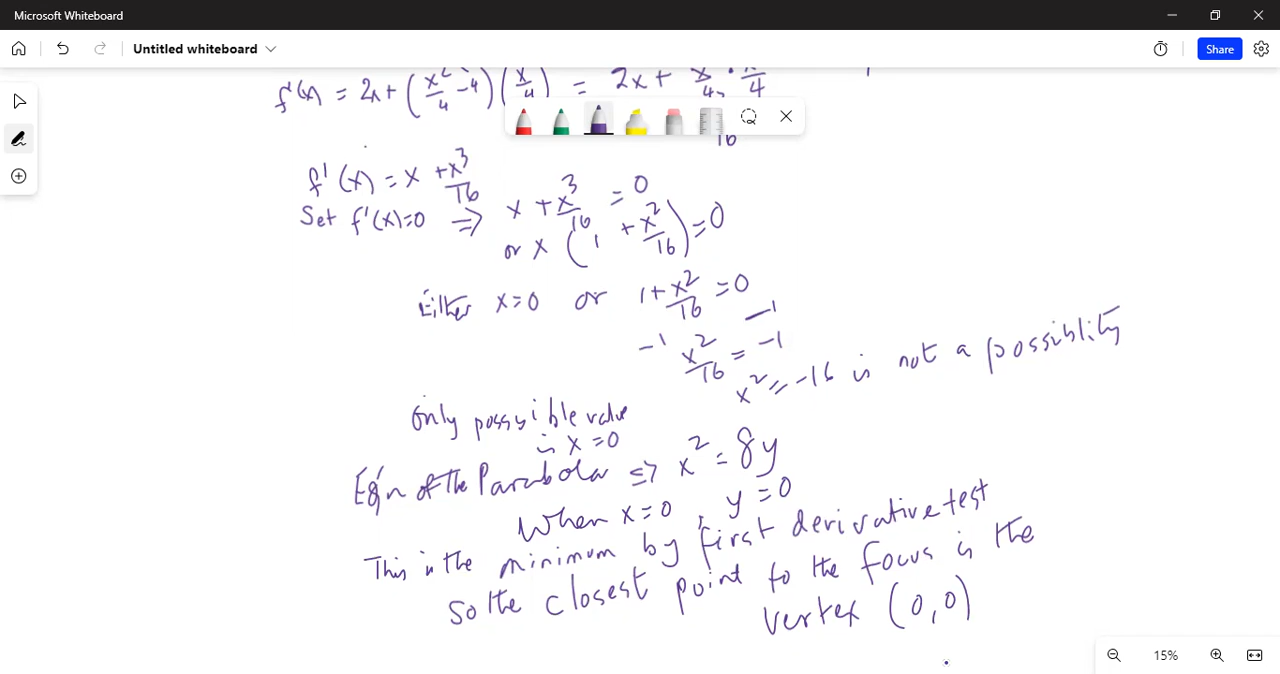 Microsoft Whiteboard
Untitled whiteboard
Share
f'(x) = 2x + (x²/4 - 4)(x/4) = 2x +
f'(x) = x + x³/16
Set f'(x)=0 ⇒ x + x³/16 = 0
or x (1 + x²/16) = 0
Either x=0 or 1 + x²/16 = 0
-1 -1
x²/16 = -1
x² = -16 is not a possiblity
Only possible value
is x = 0
Eq'n of the Parabola ⇒ x² = 8y
When x = 0, y = 0
This is the minimum by first derivative test
So the closest point to the focus is the
vertex (0,0)
15%